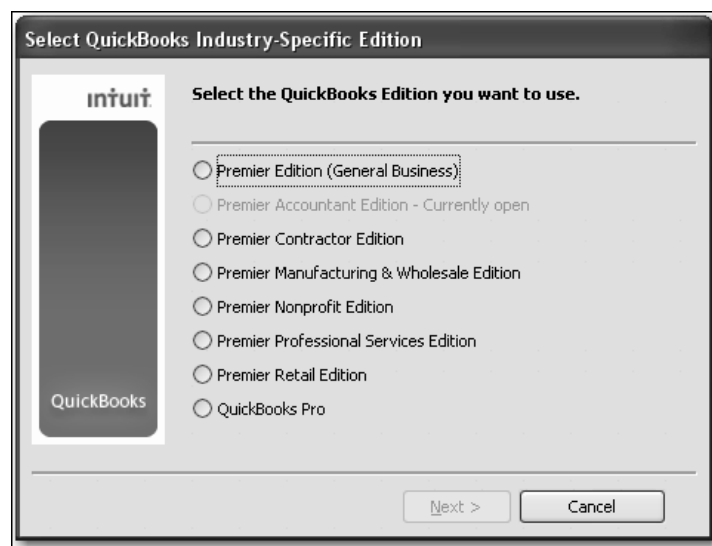 Select QuickBooks Industry-Specific Edition
intuit
Select the QuickBooks Edition you want to use.
Premier Edition (General Business)
Premier Accountant Edition - Currently open
Premier Contractor Edition
Premier Manufacturing & Wholesale Edition
Premier Nonprofit Edition
Premier Professional Services Edition
Premier Retail Edition
QuickBooks
QuickBooks Pro
Next >
Cancel